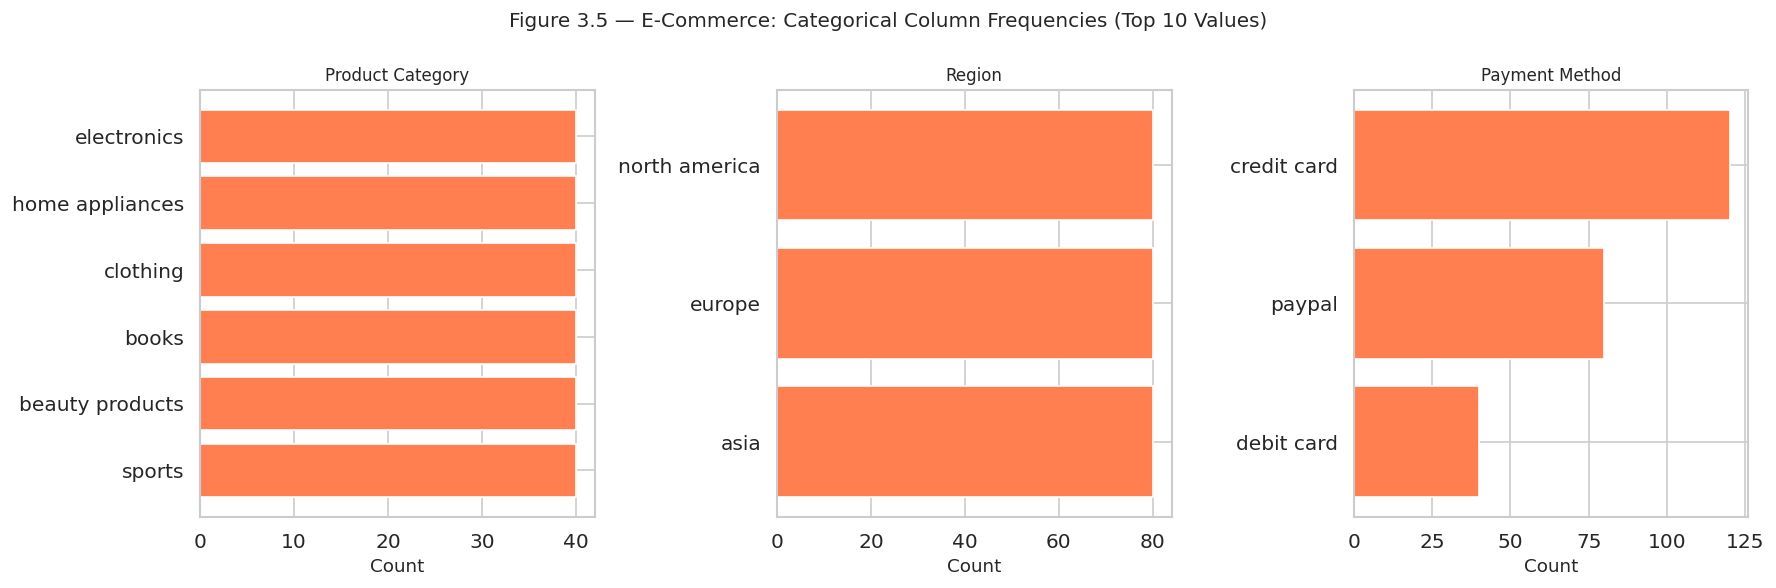 Figure 3.5 — E-Commerce: Categorical Column Frequencies (Top 10 Values)
Product Category
electronics
home appliances
clothing
books
beauty products
sports
0 10 20 30 40
Count
Region
north america
europe
asia
0 20 40 60 80
Count
Payment Method
credit card
paypal
debit card
0 25 50 75 100 125
Count